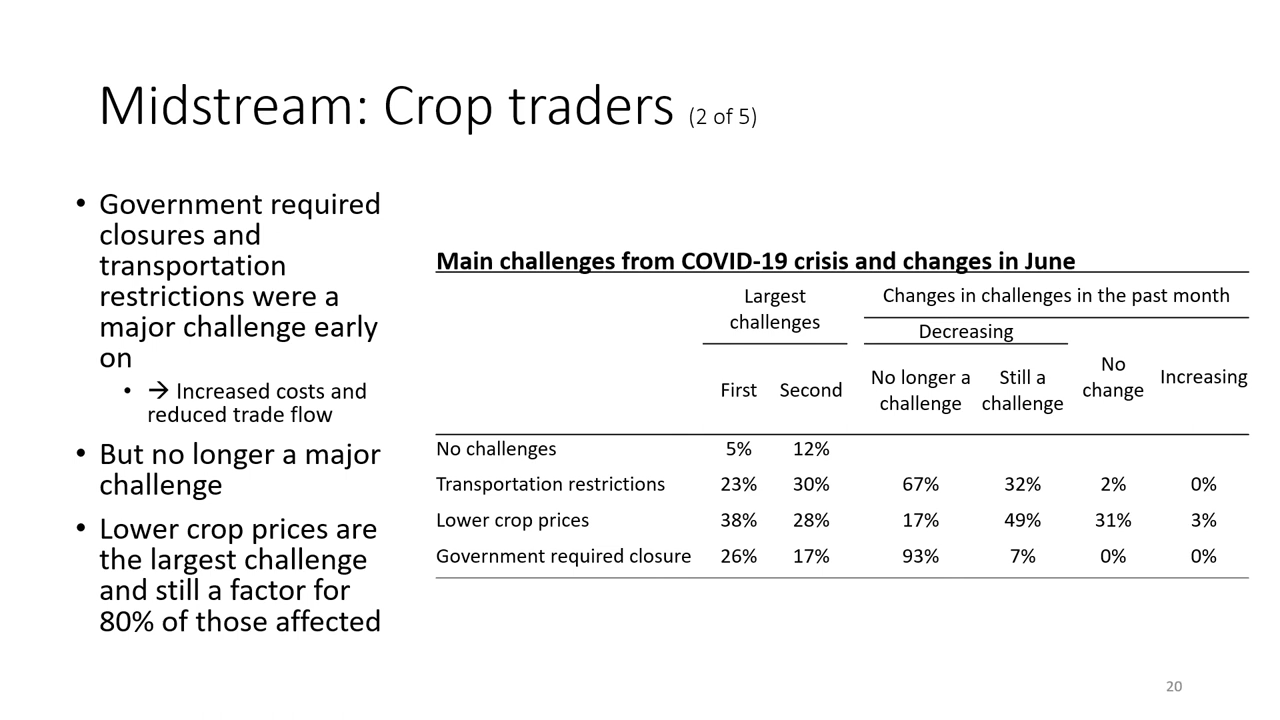 Midstream: Crop traders (2 of 5)
• Government required
closures and
transportation
restrictions were a
major challenge early
on
• → Increased costs and
reduced trade flow
• But no longer a major
challenge
• Lower crop prices are
the largest challenge
and still a factor for
80% of those affected
Main challenges from COVID-19 crisis and changes in June
Largest
challenges
Changes in challenges in the past month
Decreasing
First Second
No longer a
challenge
Still a
challenge
No
change
Increasing
No challenges 5% 12%
Transportation restrictions 23% 30% 67% 32% 2% 0%
Lower crop prices 38% 28% 17% 49% 31% 3%
Government required closure 26% 17% 93% 7% 0% 0%
20